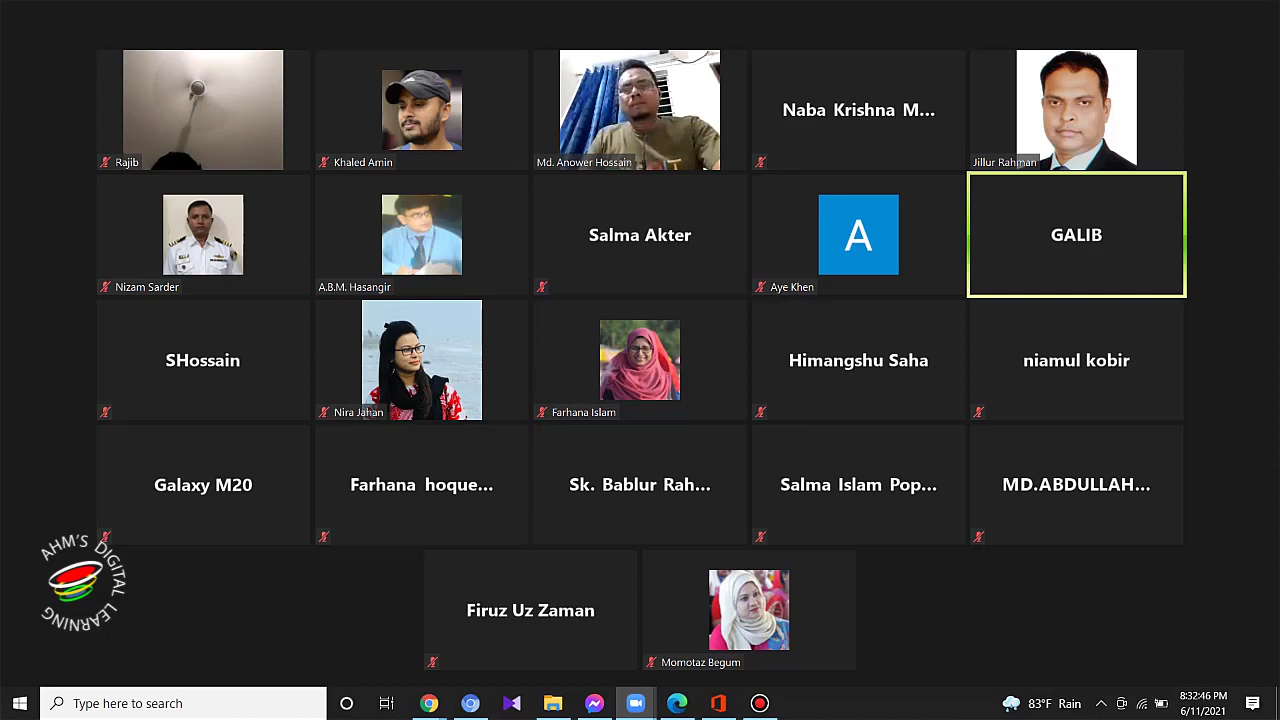 Rajib
Khaled Amin
Md. Anower Hossain
Naba Krishna M...
Jillur Rahman
Nizam Sarder
A.B.M. Hasangir
Salma Akter
A
Aye Khen
GALIB
SHossain
Nira Jahan
Farhana Islam
Himangshu Saha
niamul kobir
Galaxy M20
Farhana hoque...
Sk. Bablur Rah...
Salma Islam Pop...
MD.ABDULLAH...
AHM'S DIGITAL LEARNING
Firuz Uz Zaman
Momotaz Begum
Type here to search
83°F Rain
8:32:46 PM
6/11/2021